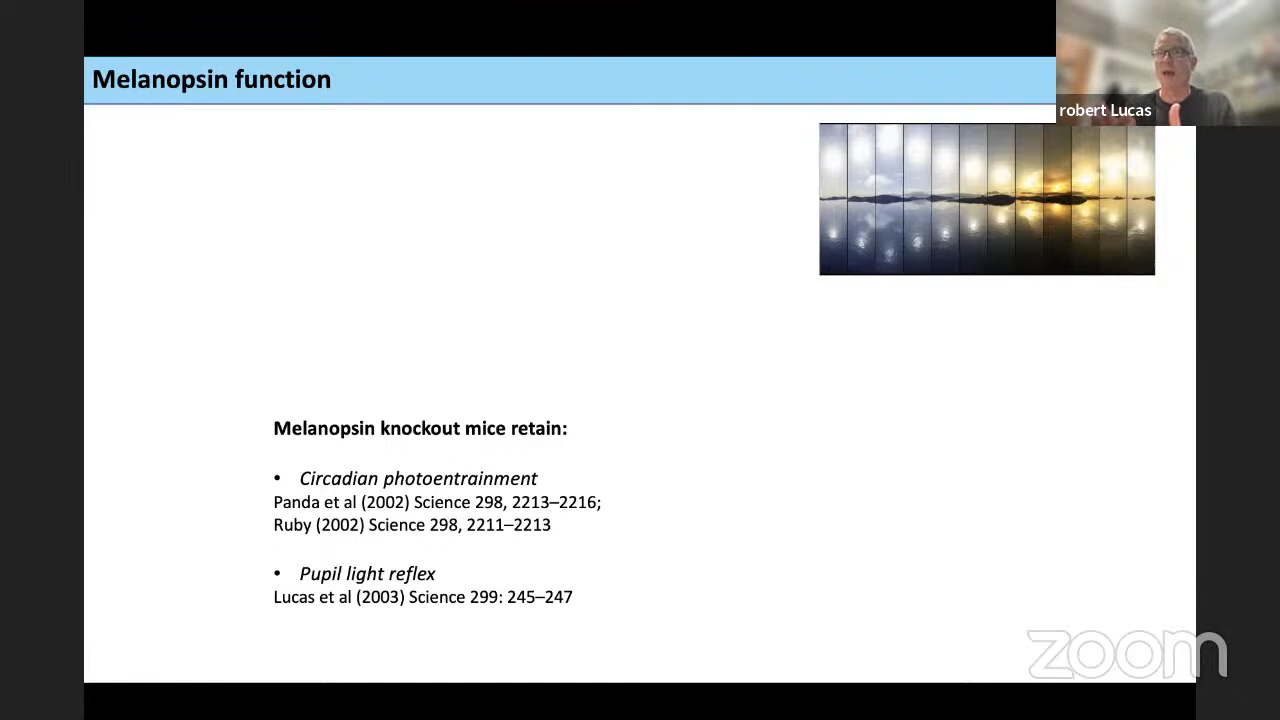 Melanopsin function
robert Lucas
Melanopsin knockout mice retain:
• Circadian photoentrainment
Panda et al (2002) Science 298, 2213–2216;
Ruby (2002) Science 298, 2211–2213
• Pupil light reflex
Lucas et al (2003) Science 299: 245–247
zoom